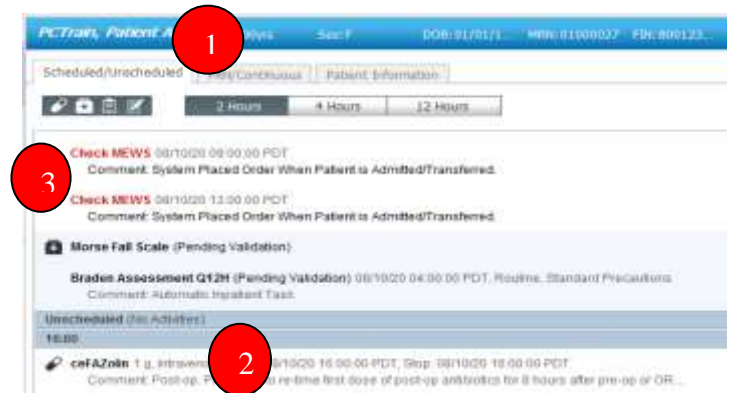 PCTrain, Patient A
1
Sex: F
DOB: 01/01/1...
MRN: 01000027
FIN: 800123...
Scheduled/Unscheduled
PRN/Continuous
Patient Information
2 Hours
4 Hours
12 Hours
Check MEWS 08/10/20 09:00:00 PDT
Comment: System Placed Order When Patient is Admitted/Transferred.
3
Check MEWS 08/10/20 13:00:00 PDT
Comment: System Placed Order When Patient is Admitted/Transferred.
Morse Fall Scale (Pending Validation)
Braden Assessment Q12H (Pending Validation) 08/10/20 04:00:00 PDT, Routine, Standard Precautions
Comment: Automatic Inpatient Task
Unscheduled (No Activities)
16:00
ceFAZolin 1 g, intraveno 2 8/10/20 16:00:00 PDT, Stop: 08/10/20 16:00:00 PDT
Comment: Post-op, to re-time first dose of post-op antibiotics for 8 hours after pre-op or OR...